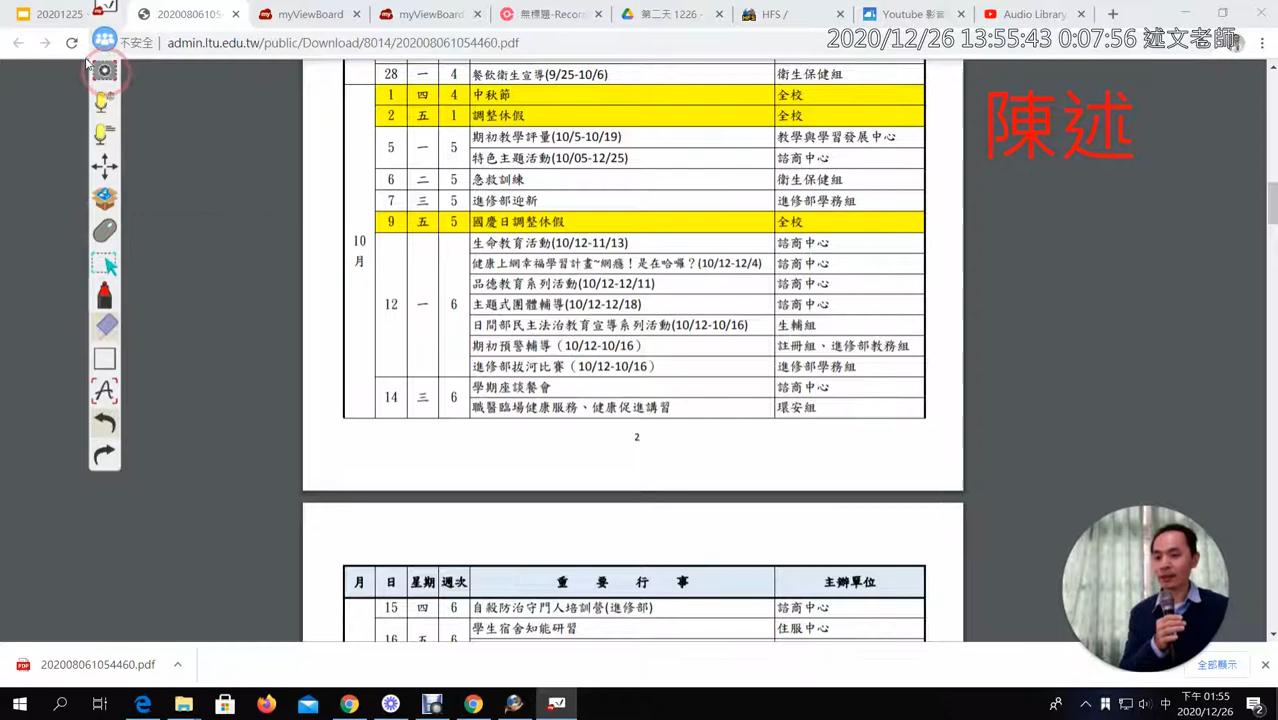 20201225
20200806105
myViewBoard
myViewBoard
無標題-Recor
第二天 1226 -
HFS /
Youtube 影音
Audio Library
不安全
admin.ltu.edu.tw/public/Download/8014/202008061054460.pdf
2020/12/26 13:55:43 0:07:56 述文老師
陳述
28 一 4 餐飲衛生宣導(9/25-10/6) 衛生保健組
1 四 4 中秋節 全校
2 五 1 調整休假 全校
5 一 5 期初教學評量(10/5-10/19) 教學與學習發展中心
特色主題活動(10/05-12/25) 諮商中心
6 二 5 急救訓練 衛生保健組
7 三 5 進修部迎新 進修部學務組
9 五 5 國慶日調整休假 全校
10
月
12 一 6 生命教育活動(10/12-11/13) 諮商中心
健康上網幸福學習計畫~網癮！是在哈囉？(10/12-12/4) 諮商中心
品德教育系列活動(10/12-12/11) 諮商中心
主題式團體輔導(10/12-12/18) 諮商中心
日間部民主法治教育宣導系列活動(10/12-10/16) 生輔組
期初預警輔導（10/12-10/16） 註冊組、進修部教務組
進修部拔河比賽（10/12-10/16） 進修部學務組
14 三 6 學期座談餐會 諮商中心
職醫臨場健康服務、健康促進講習 環安組
2
月 日 星期 週次 重 要 行 事 主辦單位
15 四 6 自殺防治守門人培訓營(進修部) 諮商中心
16 五 6 學生宿舍知能研習 住服中心
202008061054460.pdf
全部顯示
中
下午 01:55
2020/12/26
2